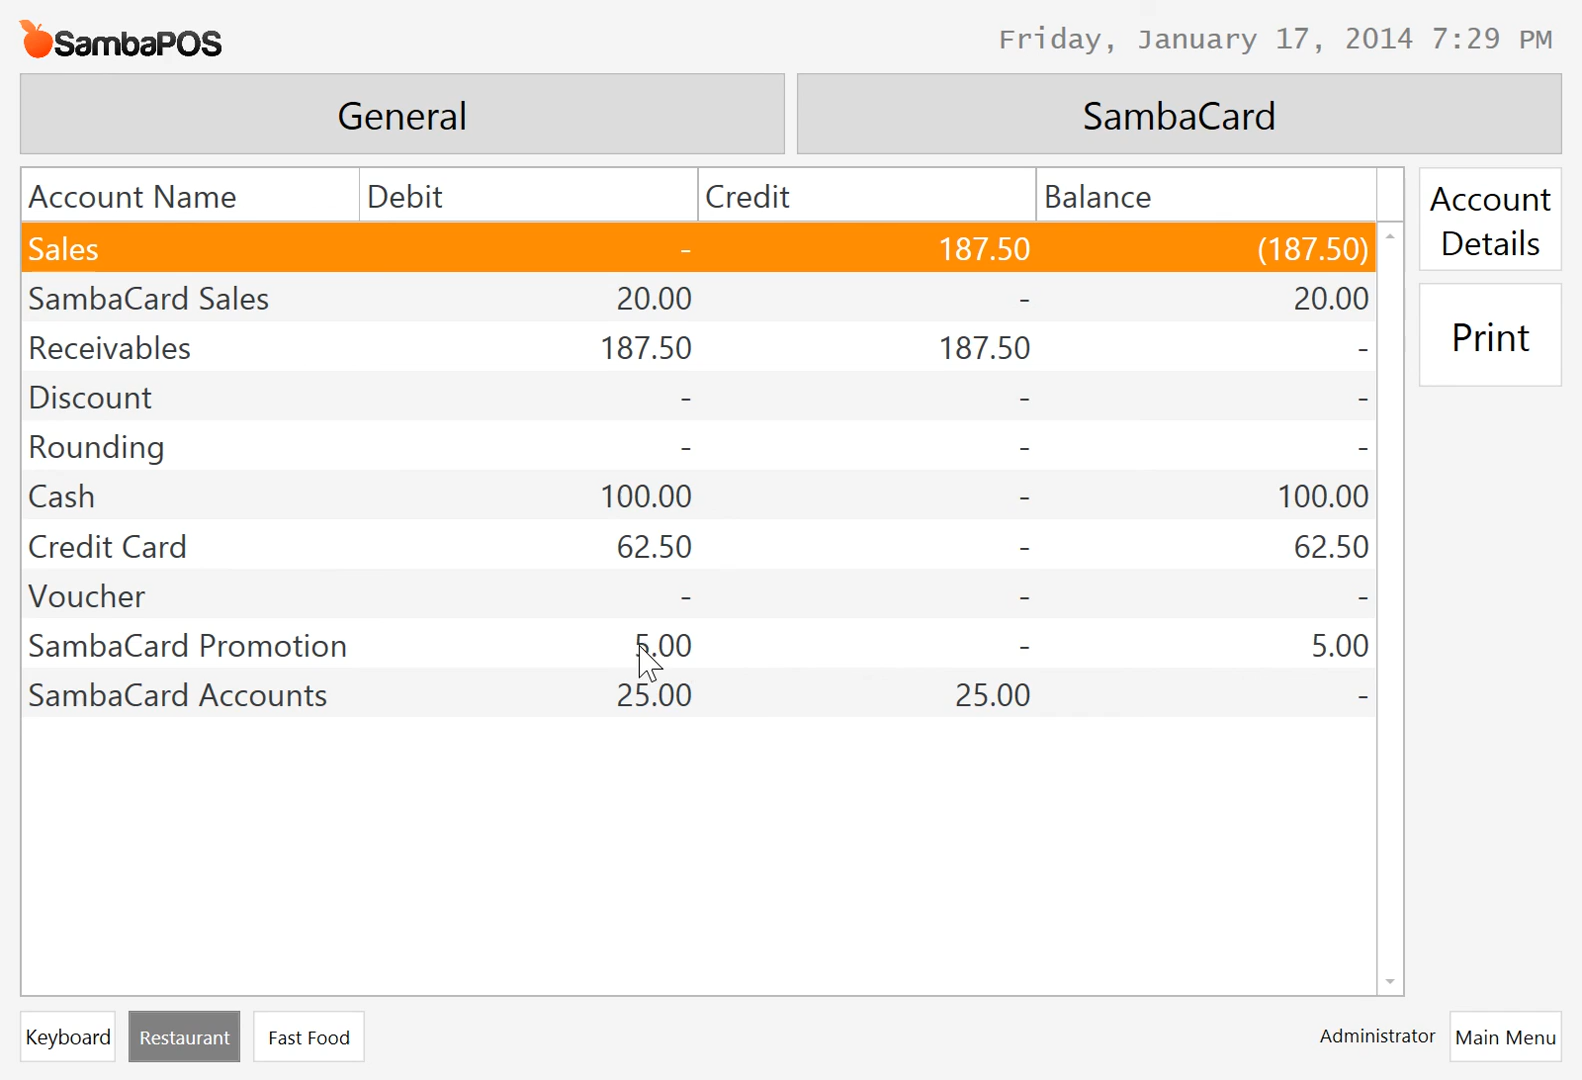 SambaPOS
Friday, January 17, 2014 7:29 PM
General SambaCard
Account Name Debit Credit Balance
Sales - 187.50 (187.50)
SambaCard Sales 20.00 - 20.00
Receivables 187.50 187.50 -
Discount - - -
Rounding - - -
Cash 100.00 - 100.00
Credit Card 62.50 - 62.50
Voucher - - -
SambaCard Promotion 5.00 - 5.00
SambaCard Accounts 25.00 25.00 -
Account
Details
Print
Keyboard Restaurant Fast Food Administrator Main Menu